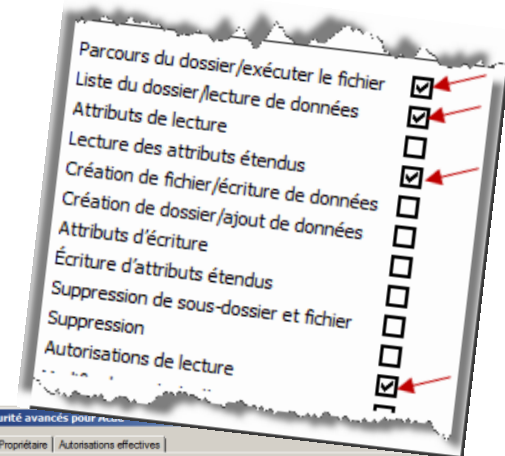 Parcours du dossier/exécuter le fichier
Liste du dossier/lecture de données
Attributs de lecture
Lecture des attributs étendus
Création de fichier/écriture de données
Création de dossier/ajout de données
Attributs d'écriture
Écriture d'attributs étendus
Suppression de sous-dossier et fichier
Suppression
Autorisations de lecture
urité avancés pour
Propriétaire
Autorisations effectives